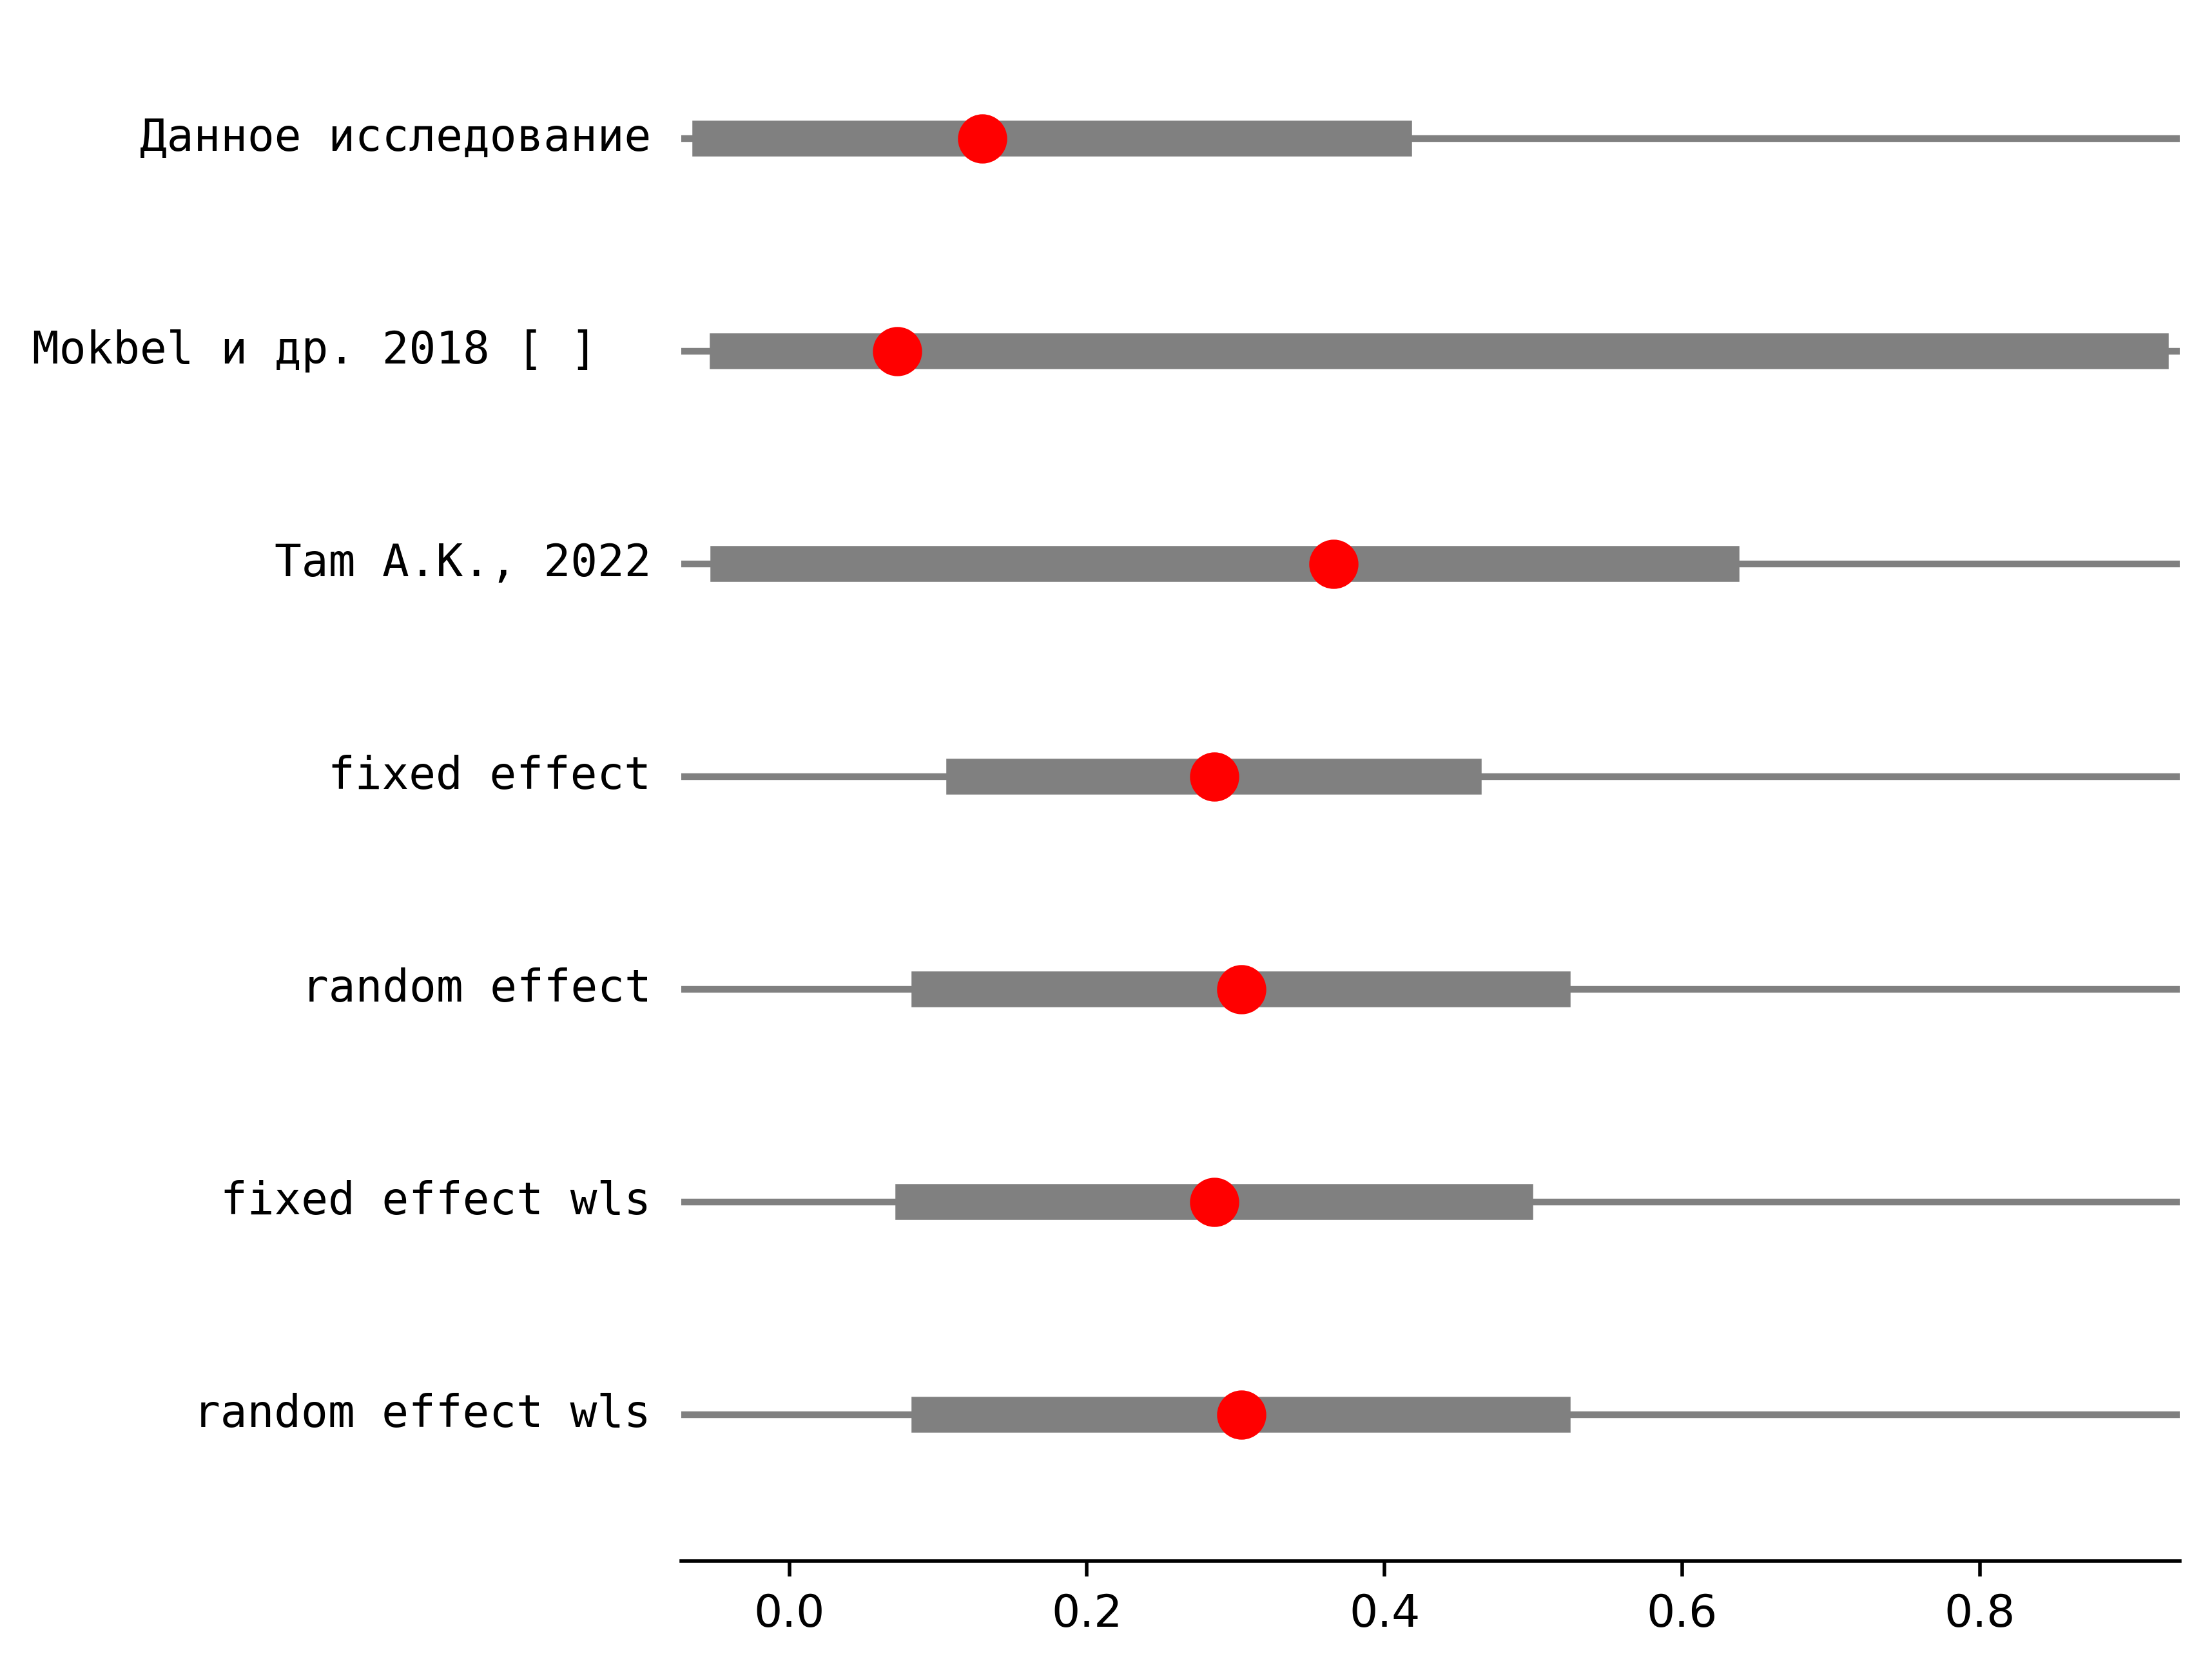 Данное исследование
Mokbel и др. 2018 [ ]
Tam A.K., 2022
fixed effect
random effect
fixed effect wls
random effect wls
0.0 0.2 0.4 0.6 0.8